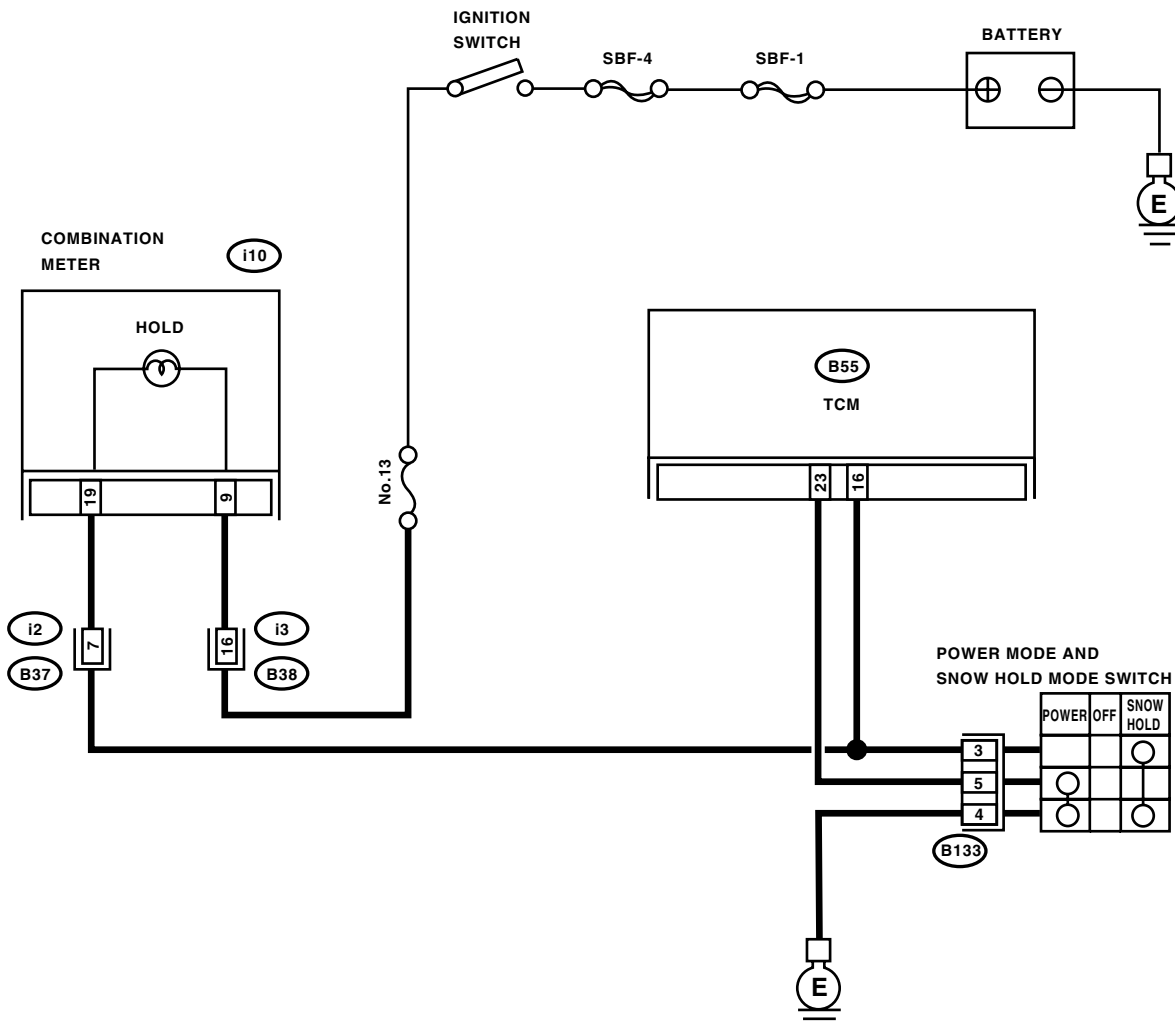 IGNITION
SWITCH
SBF-4
SBF-1
BATTERY
E
COMBINATION
METER
i10
HOLD
B55
TCM
No.13
19
9
23
16
i2
7
B37
i3
16
B38
POWER MODE AND
SNOW HOLD MODE SWITCH
POWER
OFF
SNOW
HOLD
3
5
4
B133
E